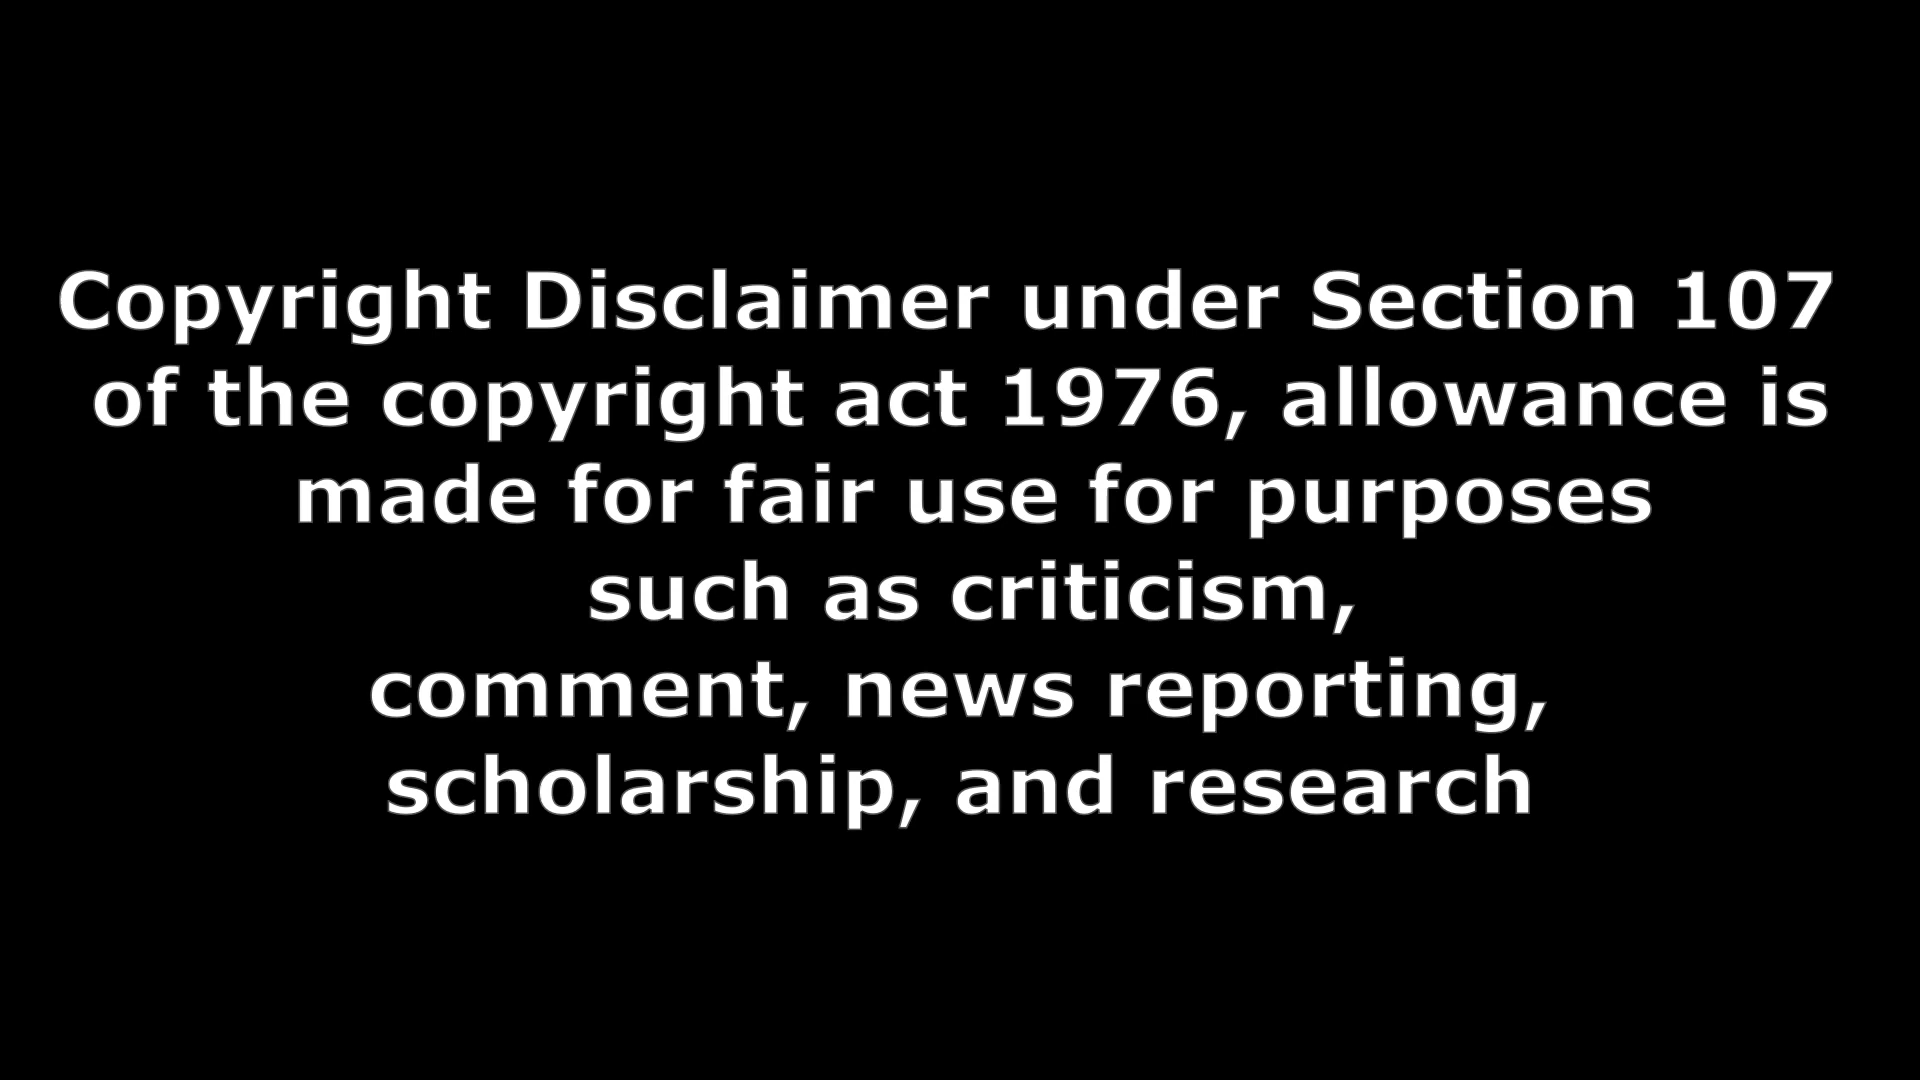 Copyright Disclaimer under Section 107
of the copyright act 1976, allowance is
made for fair use for purposes
such as criticism,
comment, news reporting,
scholarship, and research